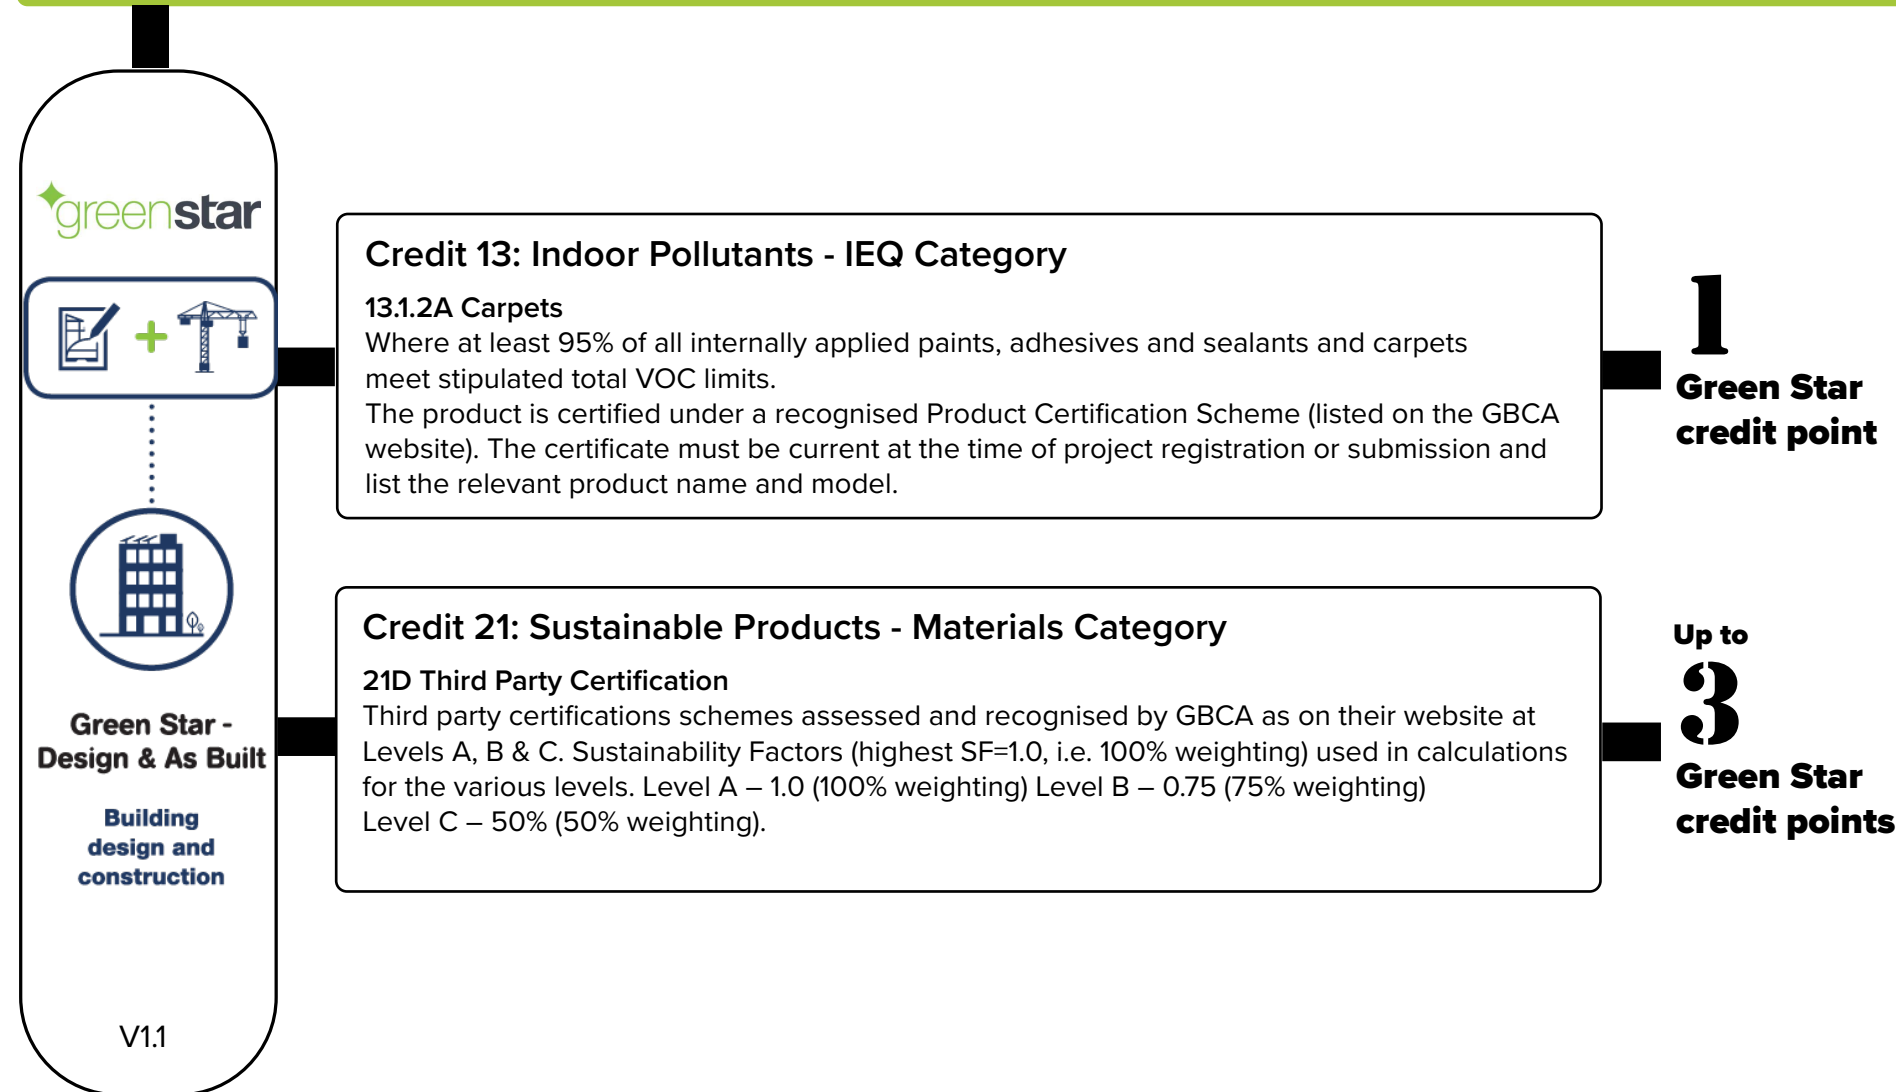 greenstar
Green Star -
Design & As Built
Building
design and
construction
V1.1
Credit 13: Indoor Pollutants - IEQ Category
13.1.2A Carpets
Where at least 95% of all internally applied paints, adhesives and sealants and carpets
meet stipulated total VOC limits.
The product is certified under a recognised Product Certification Scheme (listed on the GBCA
website). The certificate must be current at the time of project registration or submission and
list the relevant product name and model.
1
Green Star
credit point
Credit 21: Sustainable Products - Materials Category
21D Third Party Certification
Third party certifications schemes assessed and recognised by GBCA as on their website at
Levels A, B & C. Sustainability Factors (highest SF=1.0, i.e. 100% weighting) used in calculations
for the various levels. Level A – 1.0 (100% weighting) Level B – 0.75 (75% weighting)
Level C – 50% (50% weighting).
Up to
3
Green Star
credit points